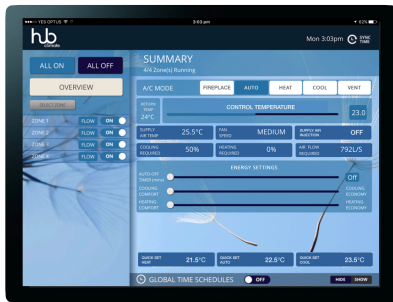 YES OPTUS
3:03 pm
62%
hub
climate
Mon 3:03pm
SYNC TIME
ALL ON
ALL OFF
OVERVIEW
SELECT ZONE
ZONE 1 FLOW ON
ZONE 2 FLOW ON
ZONE 3 FLOW ON
ZONE 4 FLOW ON
SUMMARY
4/4 Zone(s) Running
A/C MODE
FIREPLACE AUTO HEAT COOL VENT
RETURN TEMP
24°C
CONTROL TEMPERATURE
23.0
SUPPLY AIR TEMP 25.5°C
FAN SPEED MEDIUM
SUPPLY AIR INJECTION OFF
COOLING REQUIRED 50%
HEATING REQUIRED 0%
AIR FLOW REQUIRED 792L/S
ENERGY SETTINGS
AUTO-OFF TIMER (mins)
Off
COOLING COMFORT
COOLING ECONOMY
HEATING COMFORT
HEATING ECONOMY
QUICK SET HEAT 21.5°C
QUICK SET AUTO 22.5°C
QUICK SET COOL 23.5°C
GLOBAL TIME SCHEDULES OFF
HIDE SHOW